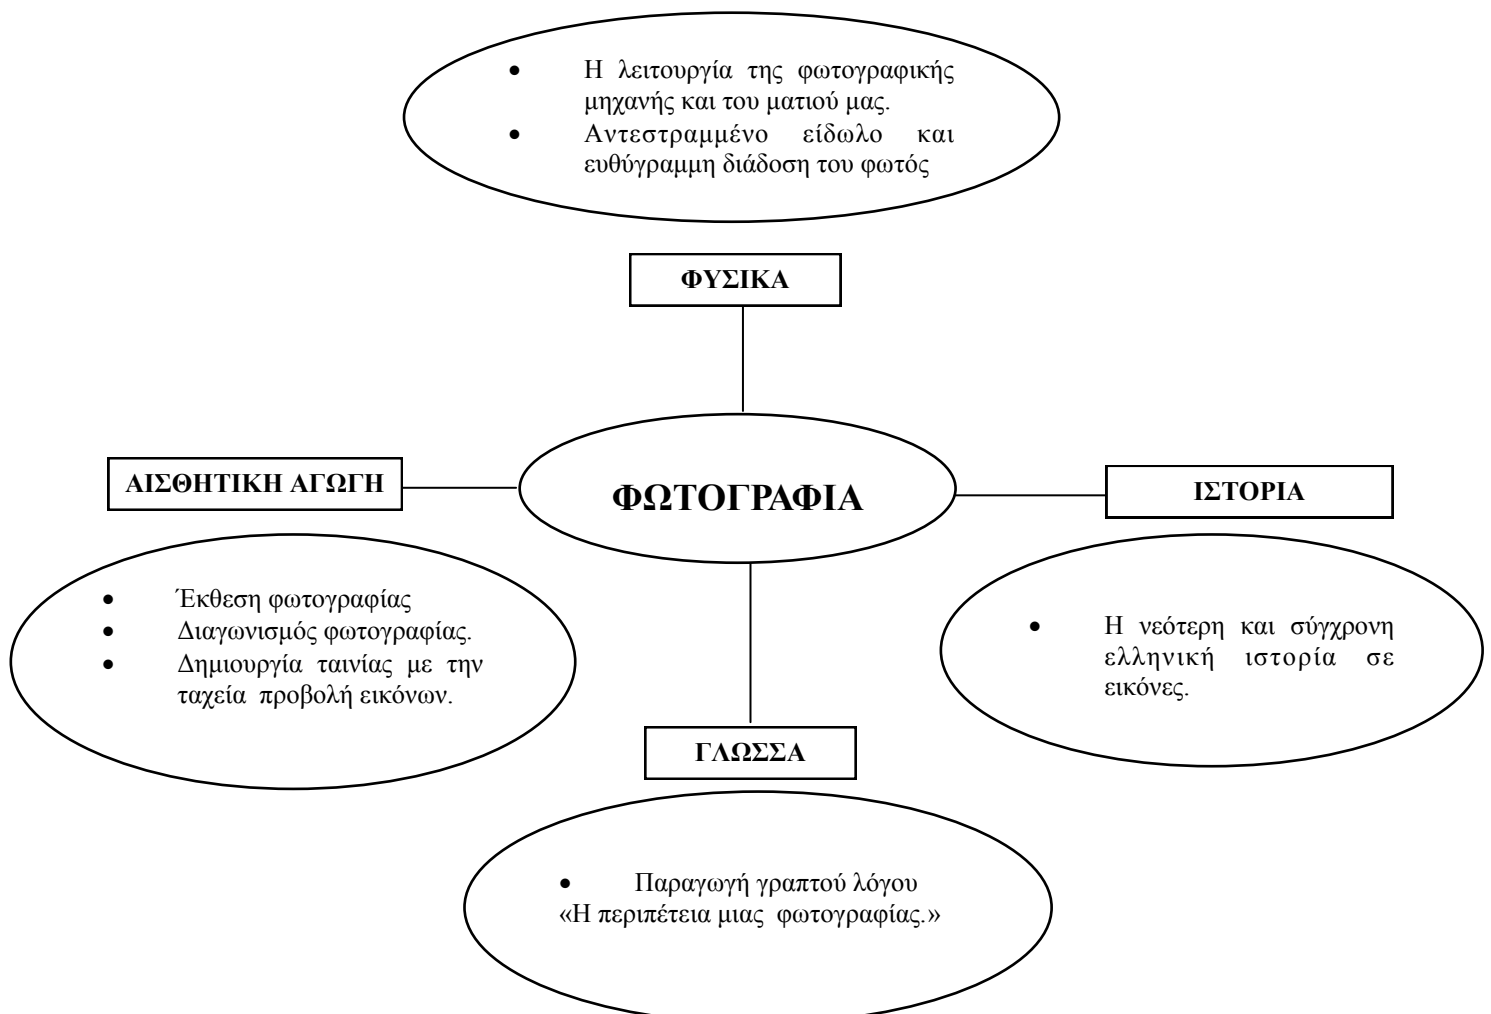 • Η λειτουργία της φωτογραφικής
μηχανής και του ματιού μας.
• Αντεστραμμένο είδωλο και
ευθύγραμμη διάδοση του φωτός
ΦΥΣΙΚΑ
ΑΙΣΘΗΤΙΚΗ ΑΓΩΓΗ
ΦΩΤΟΓΡΑΦΙΑ
ΙΣΤΟΡΙΑ
• Έκθεση φωτογραφίας
• Διαγωνισμός φωτογραφίας.
• Δημιουργία ταινίας με την
ταχεία προβολή εικόνων.
• Η νεότερη και σύγχρονη
ελληνική ιστορία σε
εικόνες.
ΓΛΩΣΣΑ
• Παραγωγή γραπτού λόγου
«Η περιπέτεια μιας φωτογραφίας.»